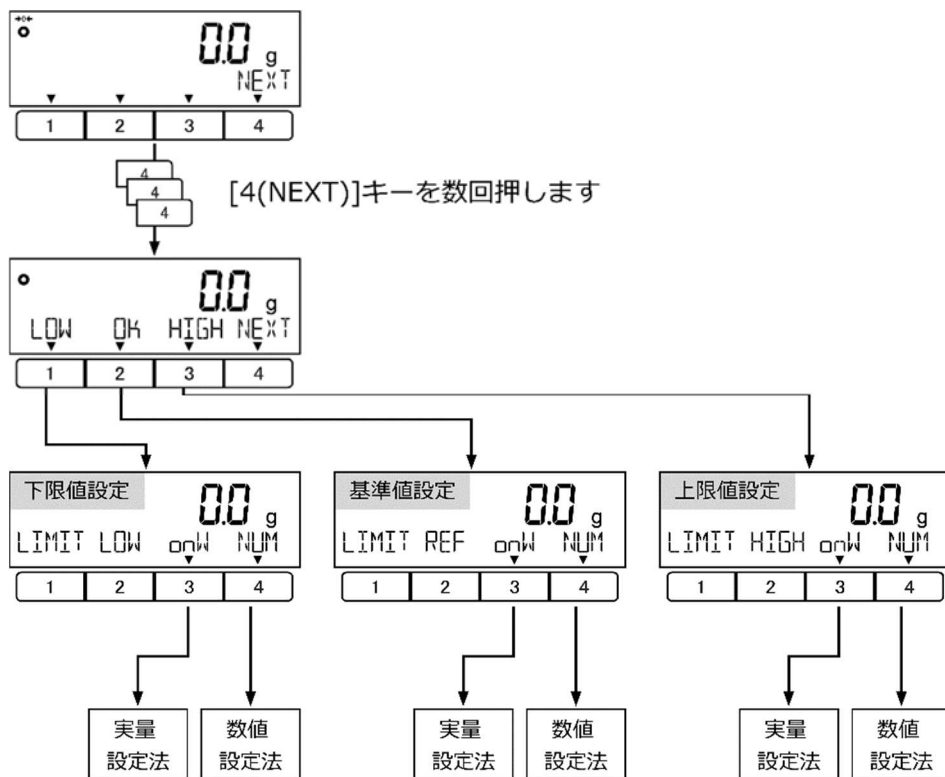 →0←
0.0 g
NEXT
1 2 3 4
4
4
4
[4(NEXT)]キーを数回押します
0.0 g
LOW OK HIGH NEXT
1 2 3 4
下限値設定 0.0 g
LIMIT LOW onW NUM
1 2 3 4
基準値設定 0.0 g
LIMIT REF onW NUM
1 2 3 4
上限値設定 0.0 g
LIMIT HIGH onW NUM
1 2 3 4
実量
設定法
数値
設定法
実量
設定法
数値
設定法
実量
設定法
数値
設定法